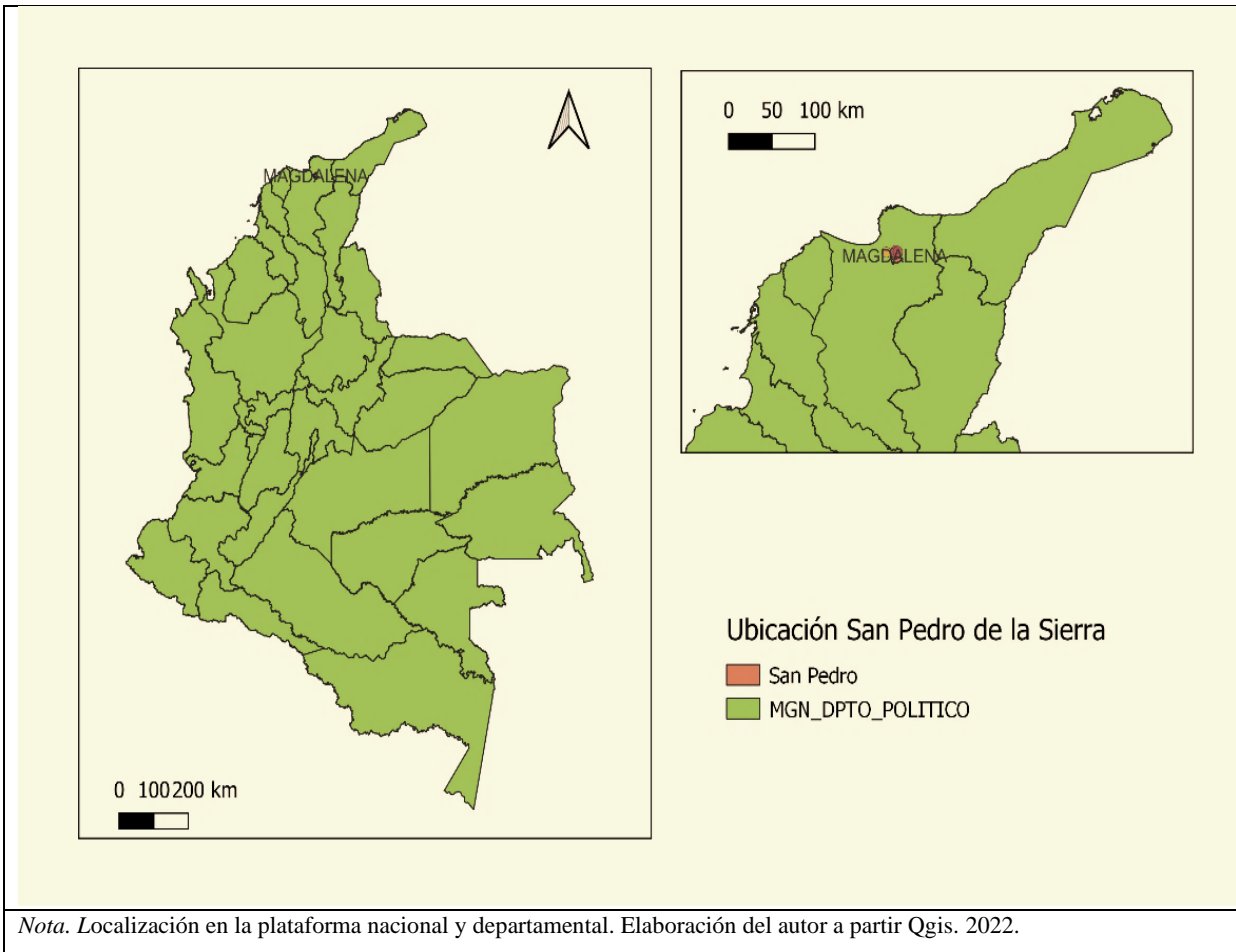 MAGDALENA
0 100200 km
0 50 100 km
MAGDALENA
Ubicación San Pedro de la Sierra
San Pedro
MGN_DPTO_POLITICO
Nota. Localización en la plataforma nacional y departamental. Elaboración del autor a partir Qgis. 2022.